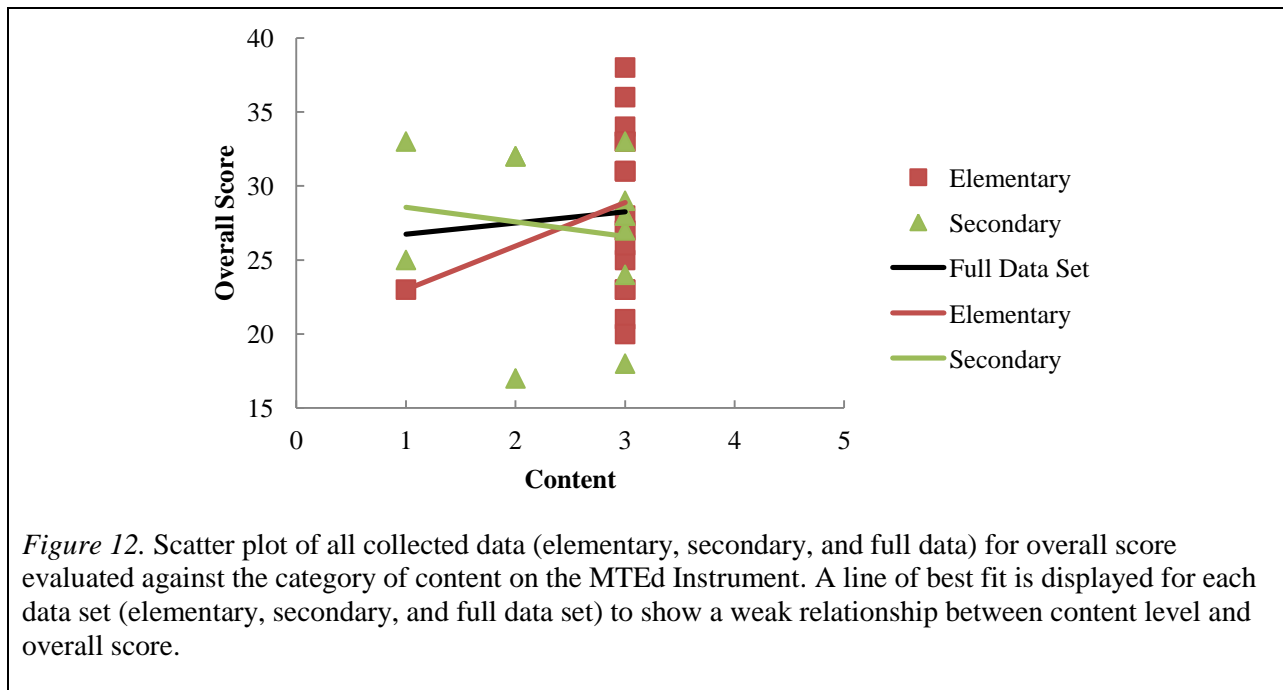 40
35
30
25
20
15
Overall Score
0 1 2 3 4 5
Content
Elementary
Secondary
Full Data Set
Elementary
Secondary
Figure 12. Scatter plot of all collected data (elementary, secondary, and full data) for overall score
evaluated against the category of content on the MTEd Instrument. A line of best fit is displayed for each
data set (elementary, secondary, and full data set) to show a weak relationship between content level and
overall score.